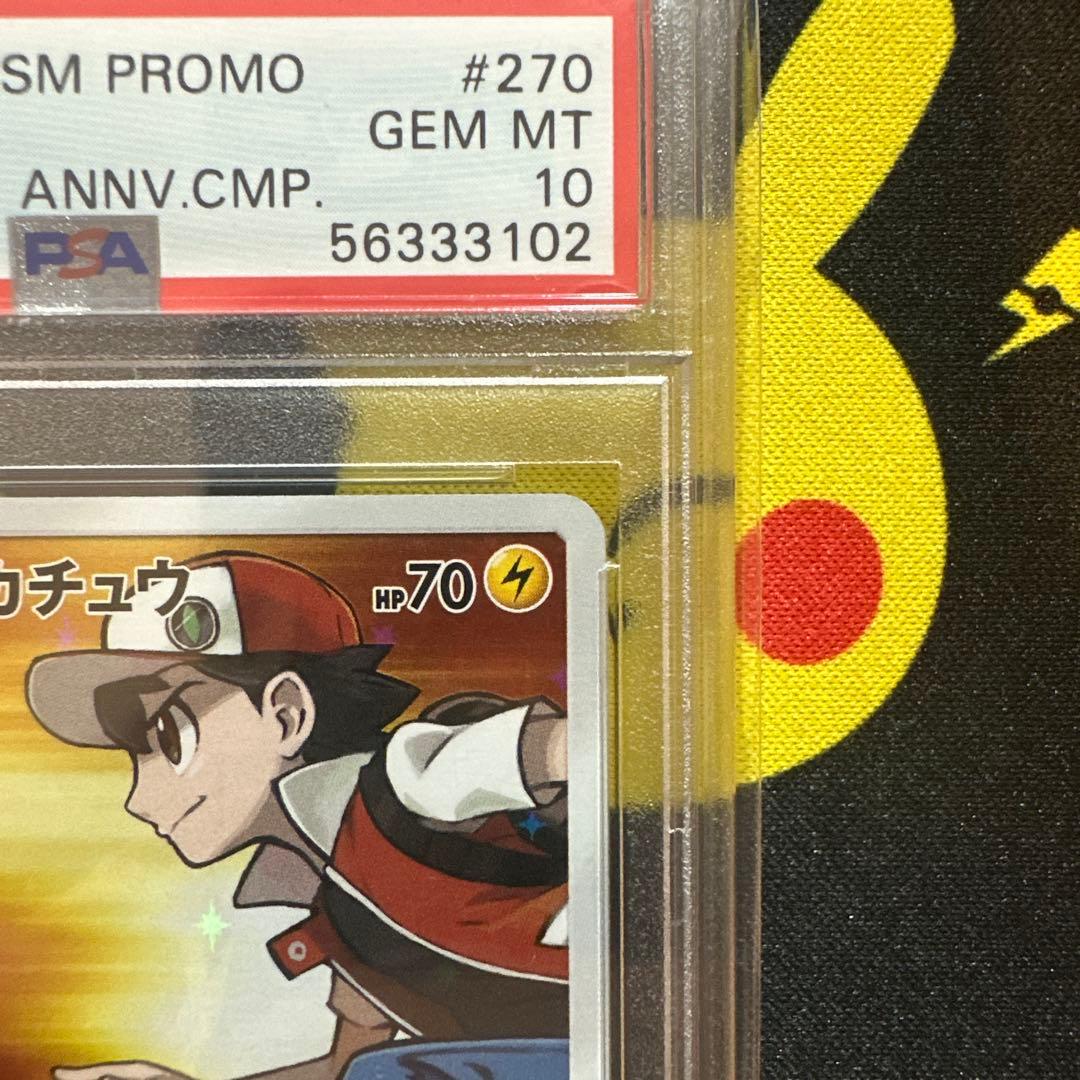 SM PROMO #270
GEM MT
ANNV.CMP. 10
PSA 56333102
カチュウ HP70